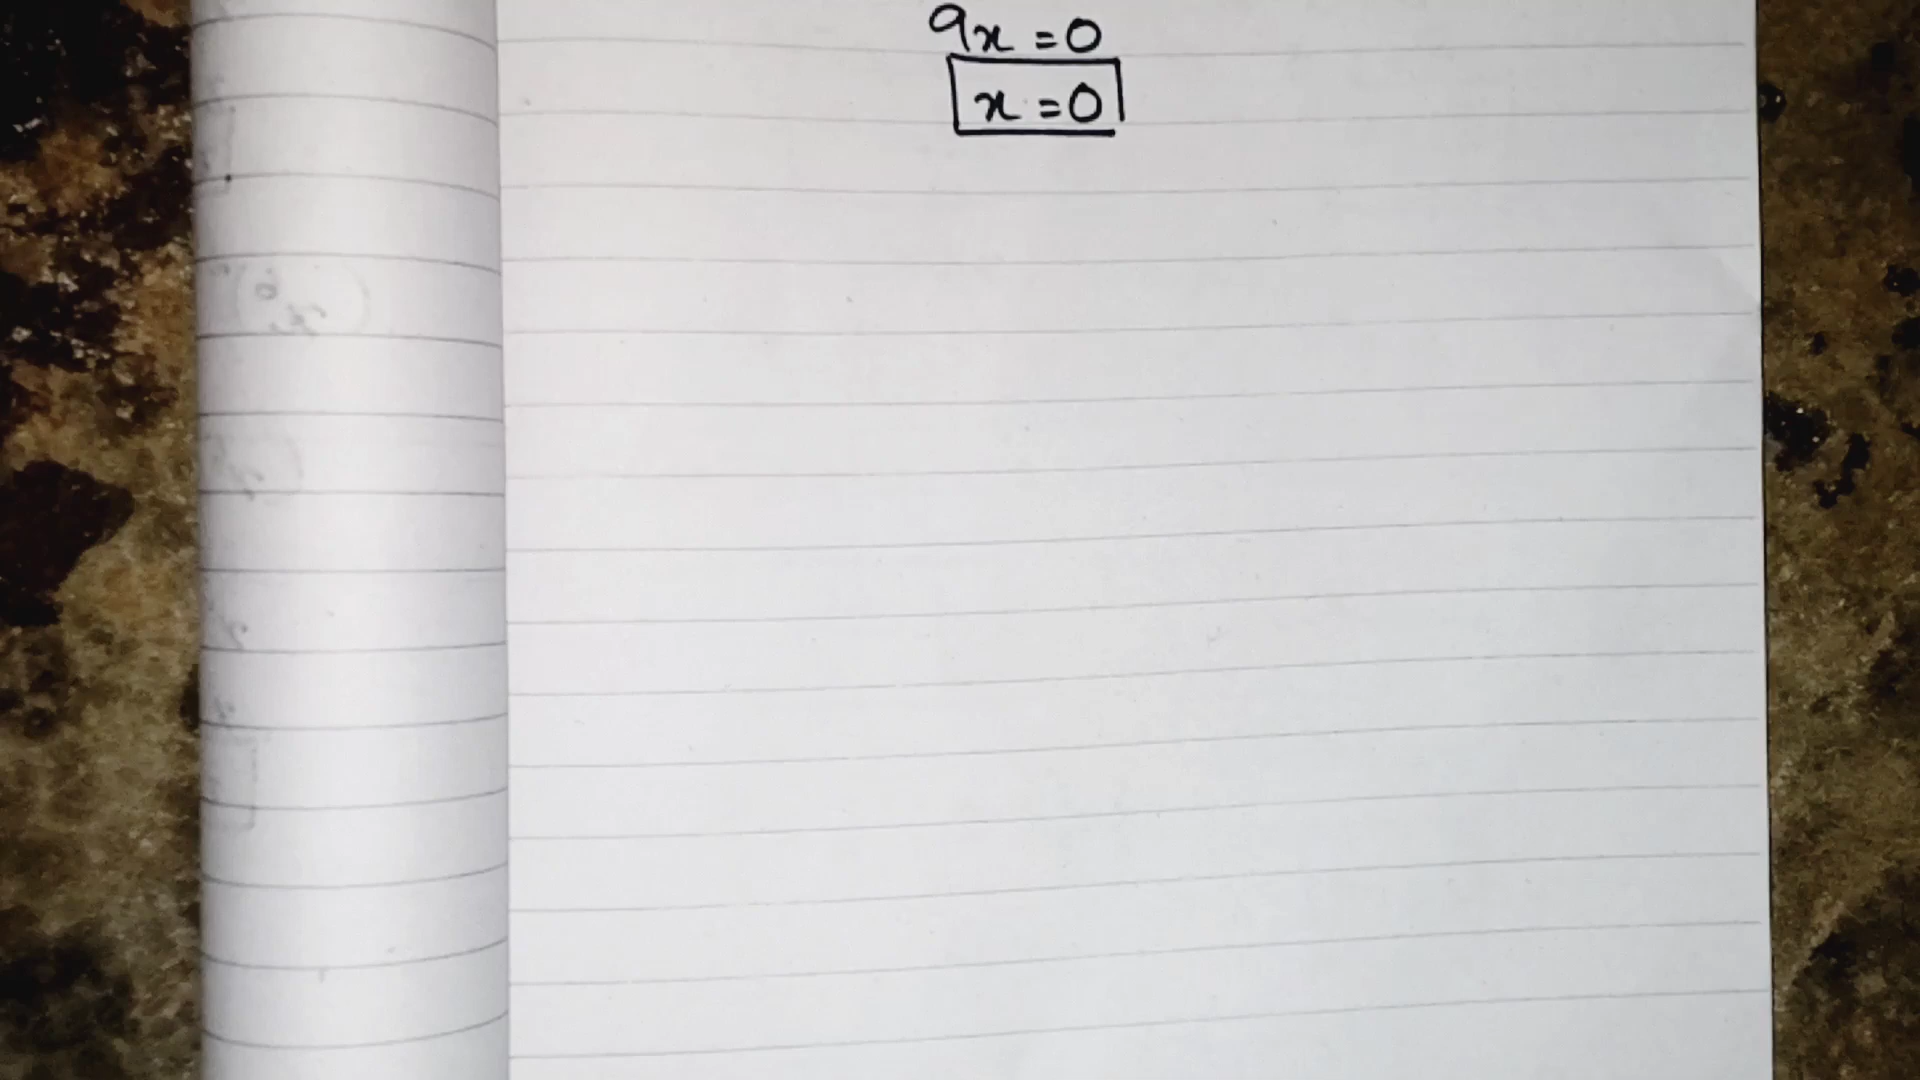 9x = 0
x = 0